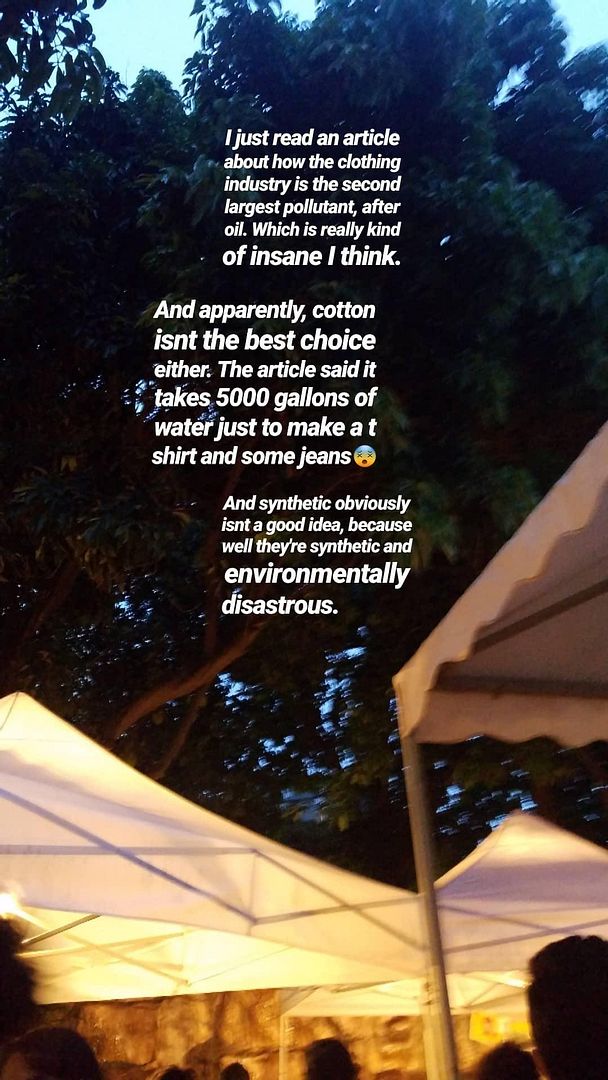 I just read an article
about how the clothing
industry is the second
largest pollutant, after
oil. Which is really kind
of insane I think.
And apparently, cotton
isnt the best choice
either. The article said it
takes 5000 gallons of
water just to make a t
shirt and some jeans😵
And synthetic obviously
isnt a good idea, because
well they're synthetic and
environmentally
disastrous.